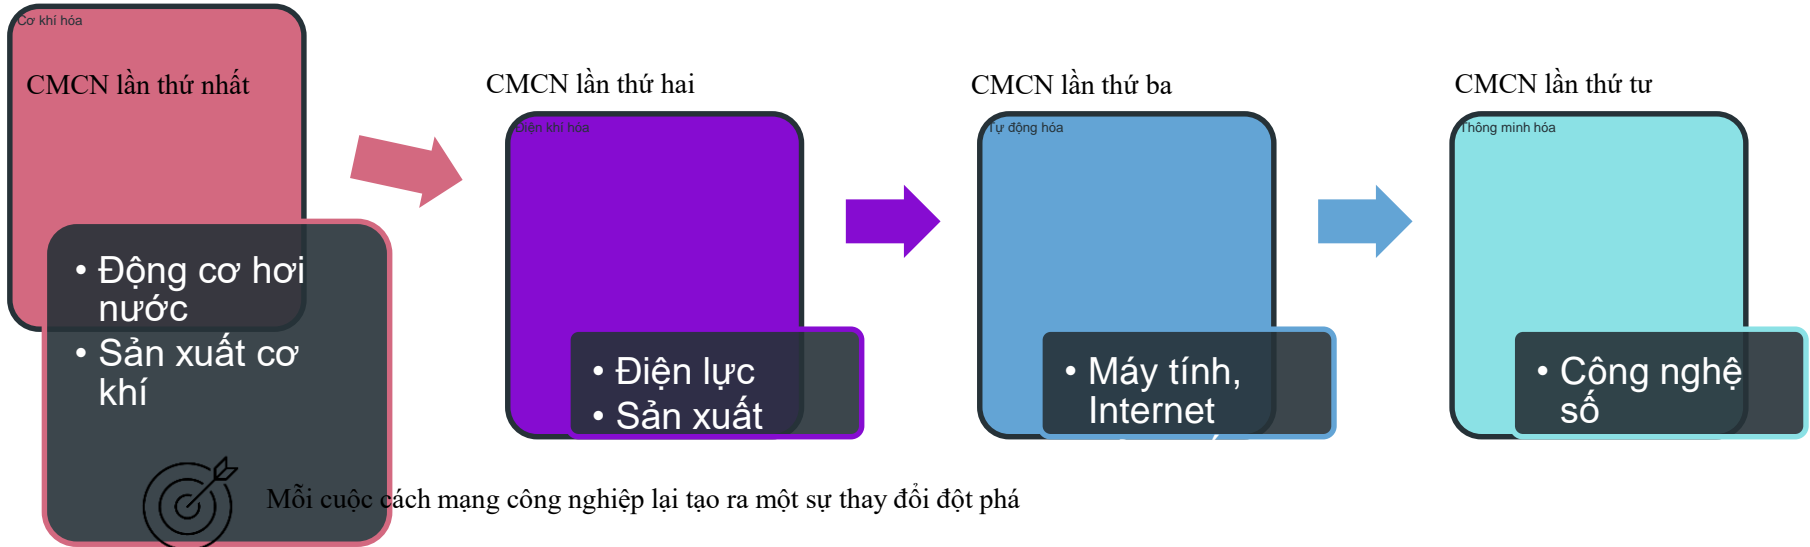 Cơ khí hóa
CMCN lần thứ nhất
• Động cơ hơi
nước
• Sản xuất cơ
khí
CMCN lần thứ hai
Điện khí hóa
• Điện lực
• Sản xuất
CMCN lần thứ ba
Tự động hóa
• Máy tính,
Internet
CMCN lần thứ tư
Thông minh hóa
• Công nghệ
số
Mỗi cuộc cách mạng công nghiệp lại tạo ra một sự thay đổi đột phá